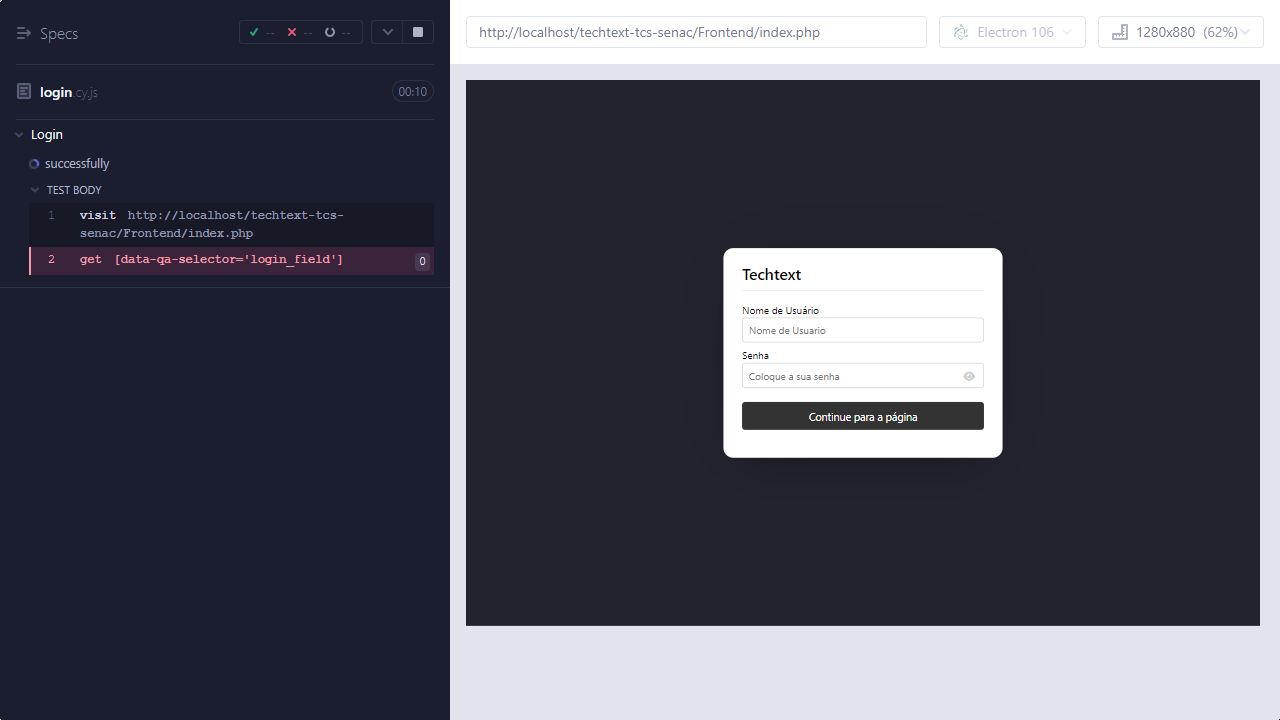 Specs
-- -- --
login.cy.js
00:10
Login
successfully
TEST BODY
1 visit http://localhost/techtext-tcs-
senac/Frontend/index.php
2 get [data-qa-selector='login_field'] 0
http://localhost/techtext-tcs-senac/Frontend/index.php
Electron 106
1280x880 (62%)
Techtext
Nome de Usuário
Nome de Usuario
Senha
Coloque a sua senha
Continue para a página